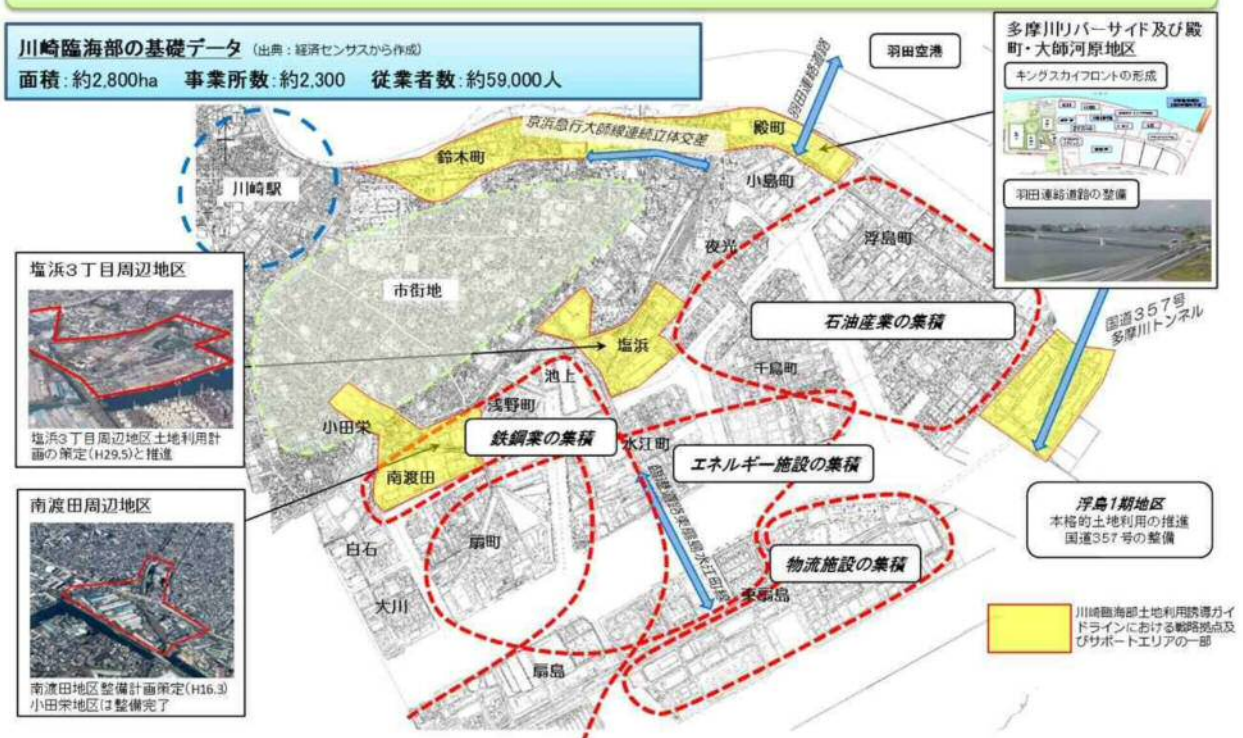 川崎臨海部の基礎データ (出典:経済センサスから作成)
面積:約2,800ha 事業所数:約2,300 従業者数:約59,000人
羽田空港
多摩川リバーサイド及び殿
町・大師河原地区
キングスカイフロントの形成
羽田連絡道路の整備
羽田連絡道路
京浜急行大師線連続立体交差
殿町
鈴木町
小島町
川崎駅
夜光
浮島町
市街地
石油産業の集積
国道357号
多摩川トンネル
塩浜3丁目周辺地区
塩浜3丁目周辺地区土地利用計
画の策定(H29.5)と推進
塩浜
千鳥町
池上
浅野町
小田栄
鉄鋼業の集積
水江町
エネルギー施設の集積
南渡田
浮島1期地区
本格的土地利用の推進
国道357号の整備
南渡田周辺地区
南渡田地区整備計画策定(H16.3)
小田栄地区は整備完了
臨港道路東扇島水江町線
白石
扇町
物流施設の集積
大川
東扇島
扇島
川崎臨海部土地利用誘導ガイ
ドラインにおける戦略拠点及
びサポートエリアの一部